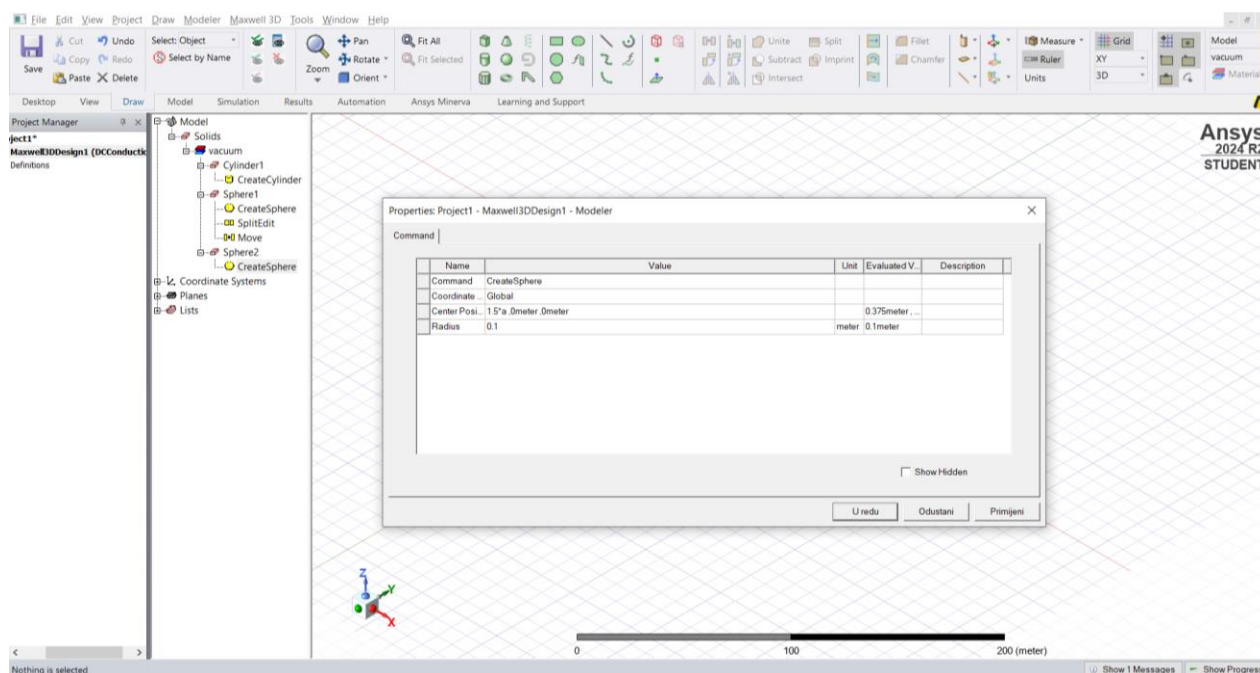 File Edit View Project Draw Modeler Maxwell 3D Tools Window Help
Save
Cut Undo
Copy Redo
Paste Delete
Select: Object
Select by Name
Zoom
Pan
Rotate
Orient
Fit All
Fit Selected
Unite Split
Subtract Imprint
Intersect
Fillet
Chamfer
Measure
Ruler
Units
Grid
XY
3D
Model
vacuum
Material
Desktop View Draw Model Simulation Results Automation Ansys Minerva Learning and Support
Project Manager
ject1*
Maxwell3DDesign1 (DCConductic
Definitions
Model
Solids
vacuum
Cylinder1
CreateCylinder
Sphere1
CreateSphere
SplitEdit
Move
Sphere2
CreateSphere
Coordinate Systems
Planes
Lists
Ansys
2024 R2
STUDENT
Properties: Project1 - Maxwell3DDesign1 - Modeler
Command
Name Value Unit Evaluated V... Description
Command CreateSphere
Coordinate ... Global
Center Posi... 1.5*a ,0meter ,0meter 0.375meter , ...
Radius 0.1 meter 0.1meter
Show Hidden
U redu Odustani Primijeni
Z
Y
X
0 100 200 (meter)
Nothing is selected
Show 1 Messages Show Progress